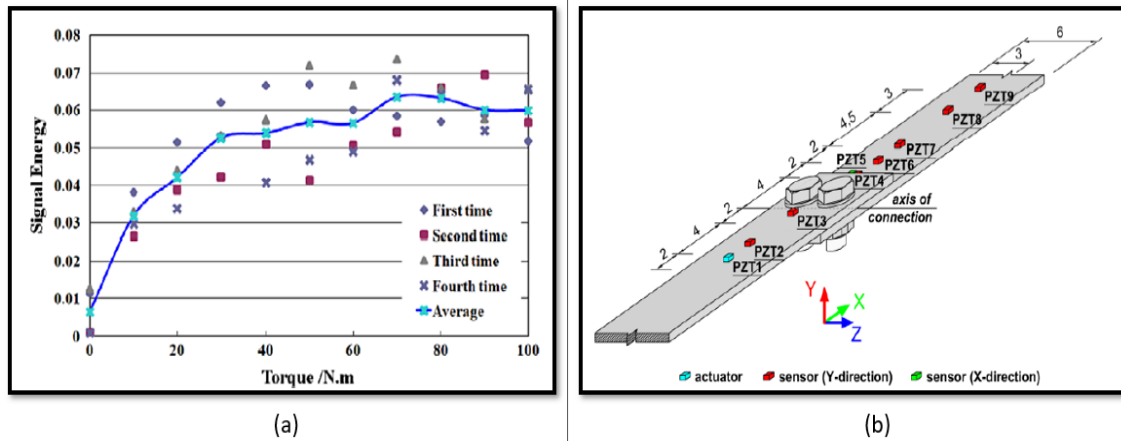 0.08
0.07
0.06
0.05
0.04
0.03
0.02
0.01
0
Signal Energy
First time
Second time
Third time
Fourth time
Average
0 20 40 60 80 100
Torque /N.m
(a)
6
3
3
4,5
2
2
4
2
4
2
PZT9
PZT8
PZT7
PZT6
PZT5
PZT4
PZT3
PZT2
PZT1
axis of
connection
Y
X
Z
actuator sensor (Y-direction) sensor (X-direction)
(b)